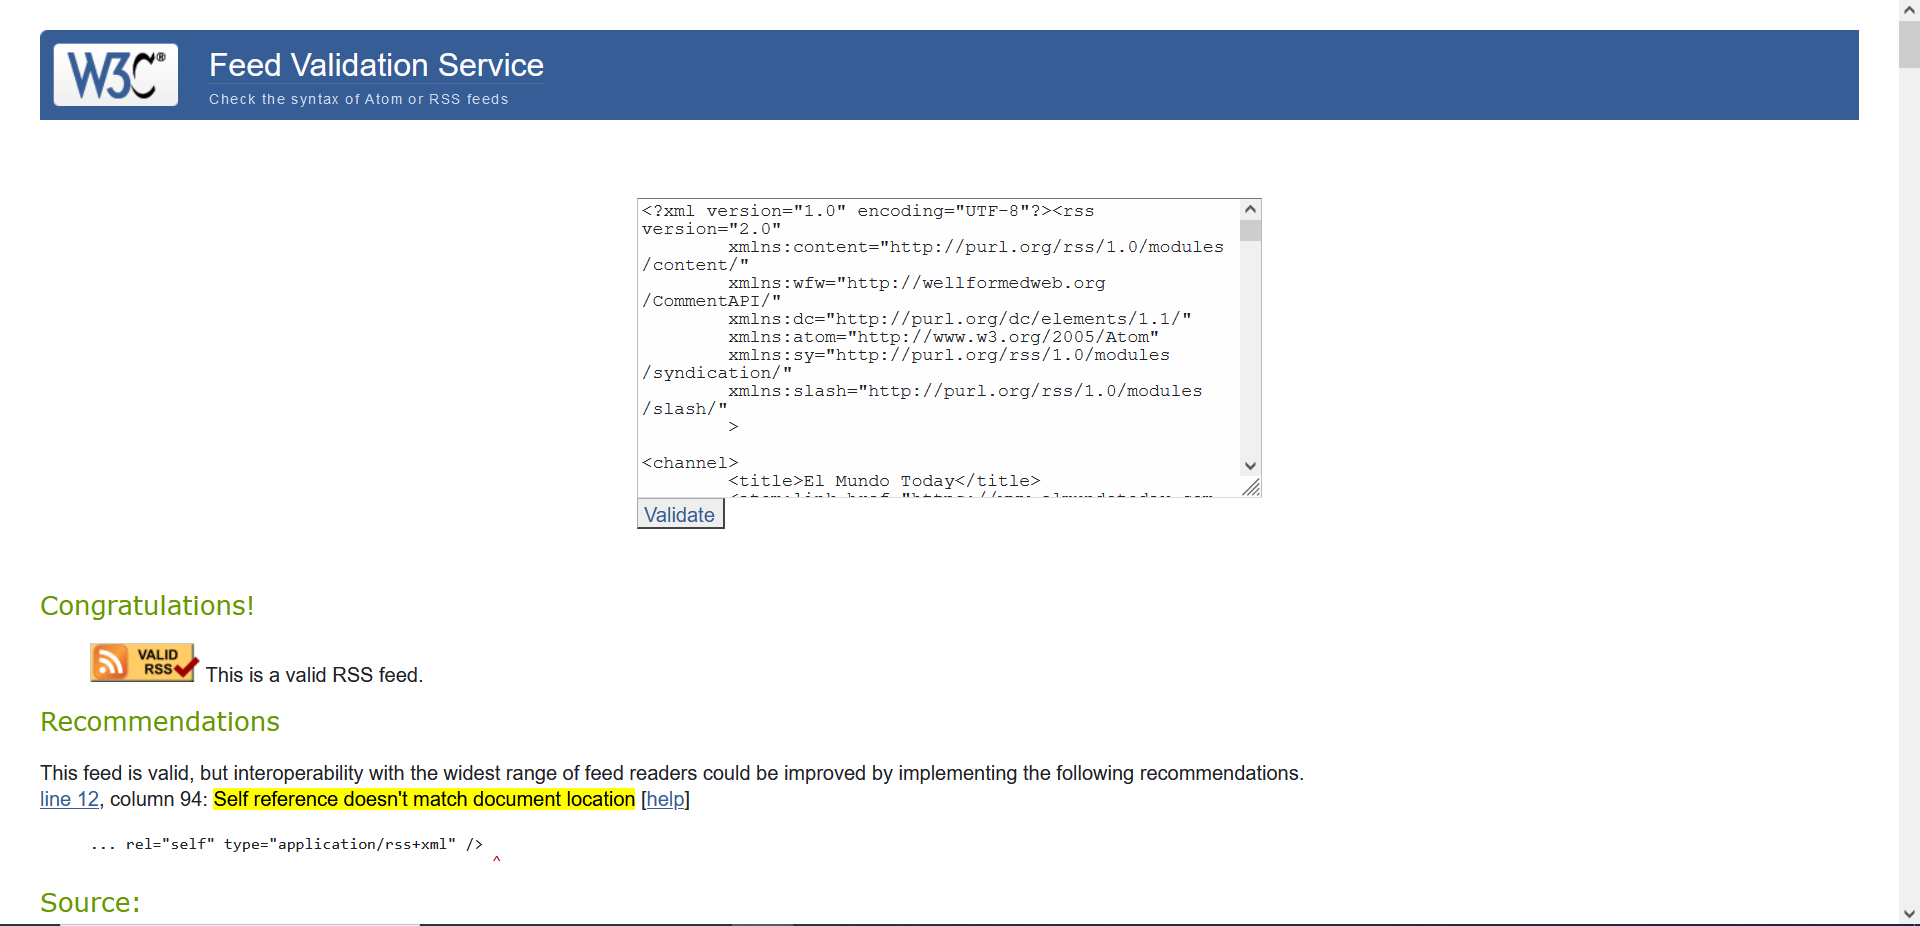 W3C®
Feed Validation Service
Check the syntax of Atom or RSS feeds
<?xml version="1.0" encoding="UTF-8"?><rss
version="2.0"
xmlns:content="http://purl.org/rss/1.0/modules
/content/"
xmlns:wfw="http://wellformedweb.org
/CommentAPI/"
xmlns:dc="http://purl.org/dc/elements/1.1/"
xmlns:atom="http://www.w3.org/2005/Atom"
xmlns:sy="http://purl.org/rss/1.0/modules
/syndication/"
xmlns:slash="http://purl.org/rss/1.0/modules
/slash/"
>
<channel>
<title>El Mundo Today</title>
Validate
Congratulations!
VALID
RSS
This is a valid RSS feed.
Recommendations
This feed is valid, but interoperability with the widest range of feed readers could be improved by implementing the following recommendations.
line 12, column 94: Self reference doesn't match document location [help]
... rel="self" type="application/rss+xml" />
^
Source: